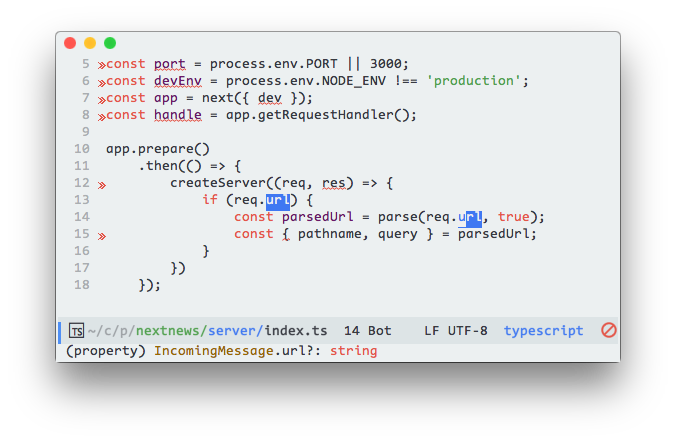 5 »const port = process.env.PORT || 3000;
6 »const devEnv = process.env.NODE_ENV !== 'production';
7 »const app = next({ dev });
8 »const handle = app.getRequestHandler();
9
10 app.prepare()
11     .then(() => {
12 »        createServer((req, res) => {
13             if (req.url) {
14                 const parsedUrl = parse(req.url, true);
15 »                const { pathname, query } = parsedUrl;
16             }
17         })
18     });
TS ~/c/p/nextnews/server/index.ts 14 Bot LF UTF-8 typescript
(property) IncomingMessage.url?: string